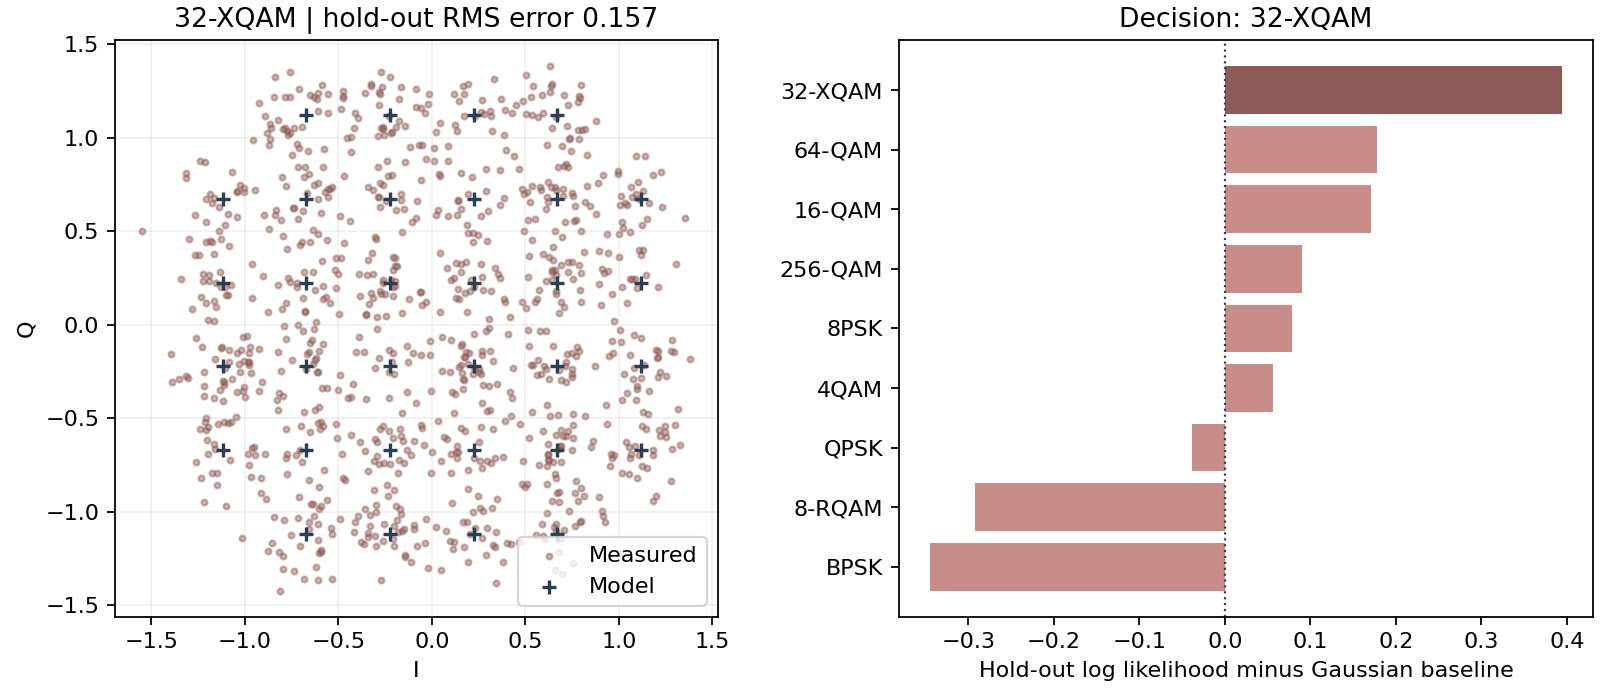 32-XQAM | hold-out RMS error 0.157
1.5
1.0
0.5
0.0
−0.5
−1.0
−1.5
Q
−1.5 −1.0 −0.5 0.0 0.5 1.0 1.5
I
Measured
Model
Decision: 32-XQAM
32-XQAM
64-QAM
16-QAM
256-QAM
8PSK
4QAM
QPSK
8-RQAM
BPSK
−0.3 −0.2 −0.1 0.0 0.1 0.2 0.3 0.4
Hold-out log likelihood minus Gaussian baseline